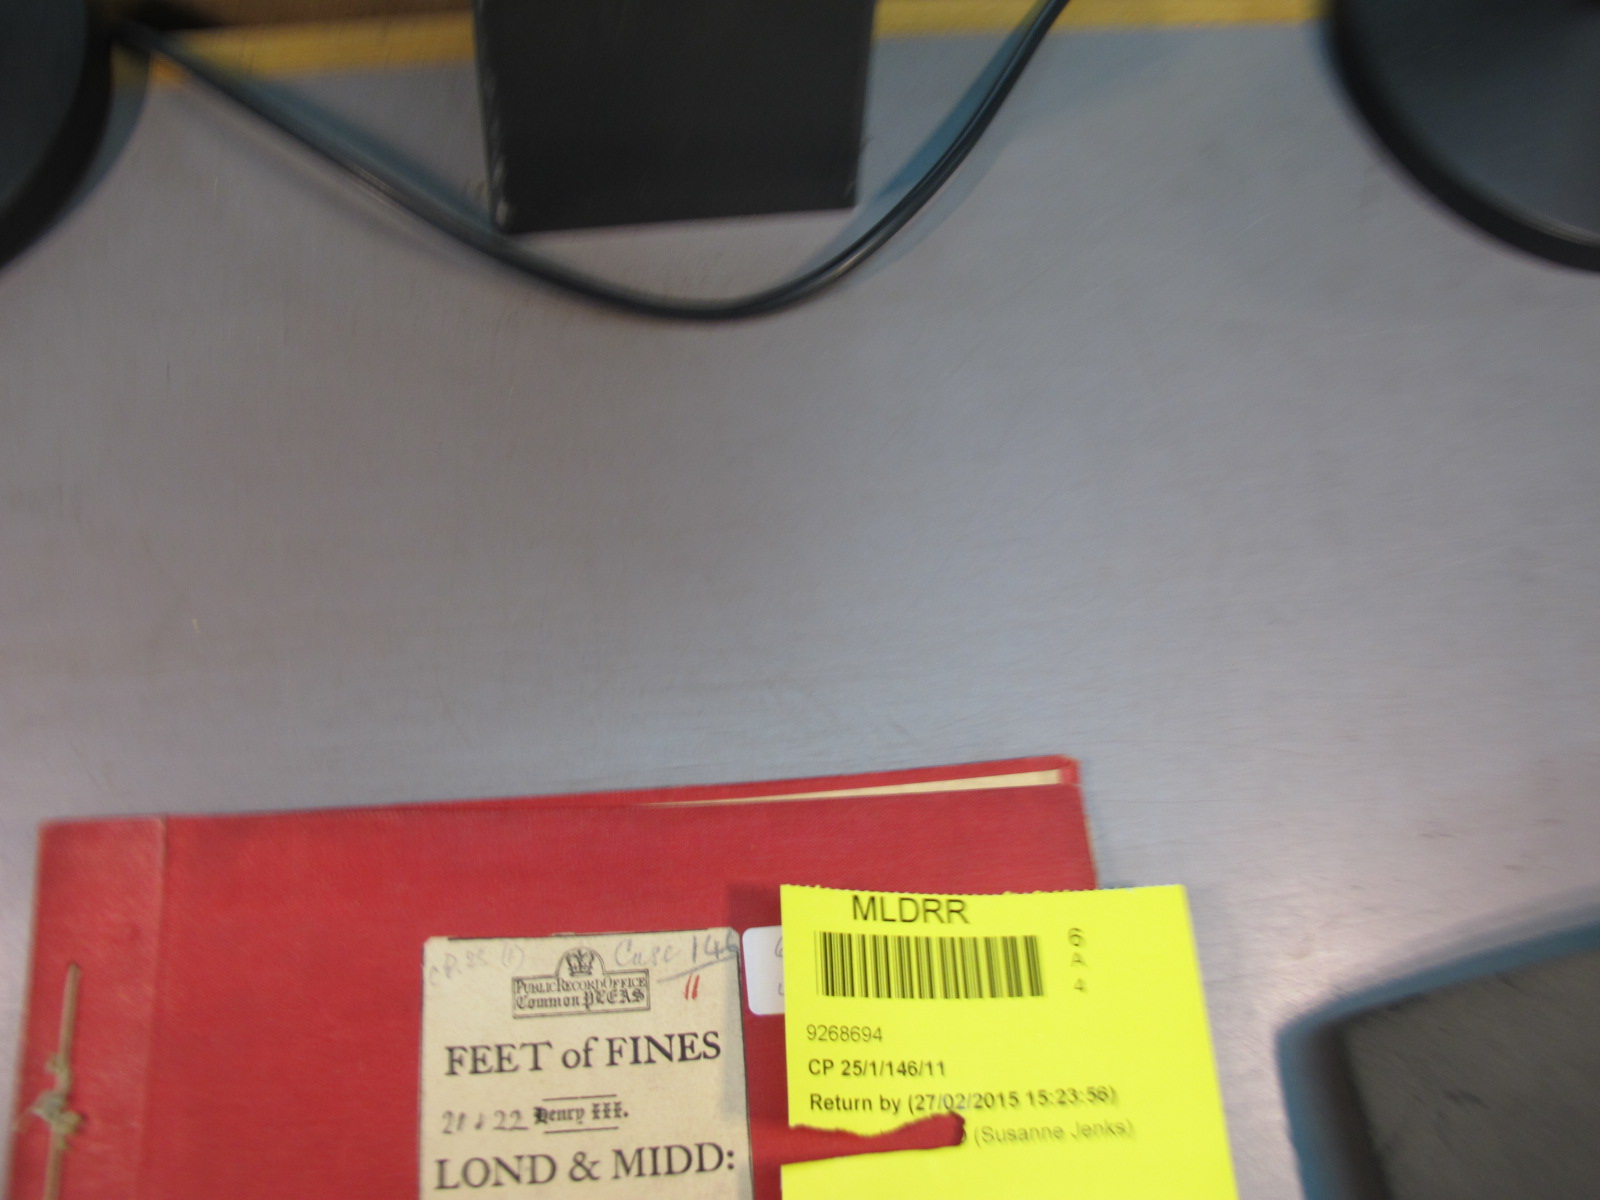 MLDRR
6
A
4
9268694
CP 25/1/146/11
Return by (27/02/2015 15:23:56)
(Susanne Jenks)
CP. 25 (1) Case 146
11
PUBLIC RECORD OFFICE
Common PLEAS
FEET of FINES
21 & 22 Henry III.
LOND & MIDD: